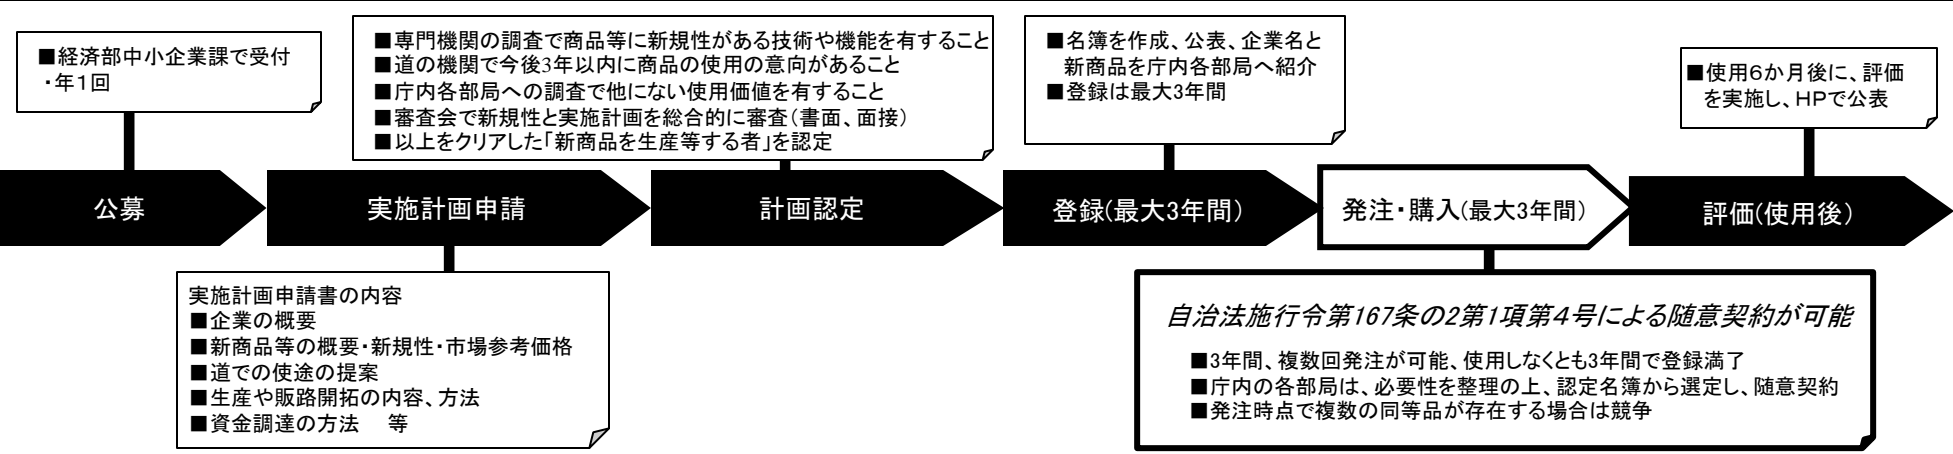 ■経済部中小企業課で受付
・年1回
■専門機関の調査で商品等に新規性がある技術や機能を有すること
■道の機関で今後3年以内に商品の使用の意向があること
■庁内各部局への調査で他にない使用価値を有すること
■審査会で新規性と実施計画を総合的に審査(書面、面接)
■以上をクリアした「新商品を生産等する者」を認定
■名簿を作成、公表、企業名と
新商品を庁内各部局へ紹介
■登録は最大3年間
■使用6か月後に、評価
を実施し、HPで公表
公募
実施計画申請
計画認定
登録(最大3年間)
発注・購入(最大3年間)
評価(使用後)
実施計画申請書の内容
■企業の概要
■新商品等の概要・新規性・市場参考価格
■道での使途の提案
■生産や販路開拓の内容、方法
■資金調達の方法　等
自治法施行令第167条の2第1項第4号による随意契約が可能
■3年間、複数回発注が可能、使用しなくとも3年間で登録満了
■庁内の各部局は、必要性を整理の上、認定名簿から選定し、随意契約
■発注時点で複数の同等品が存在する場合は競争